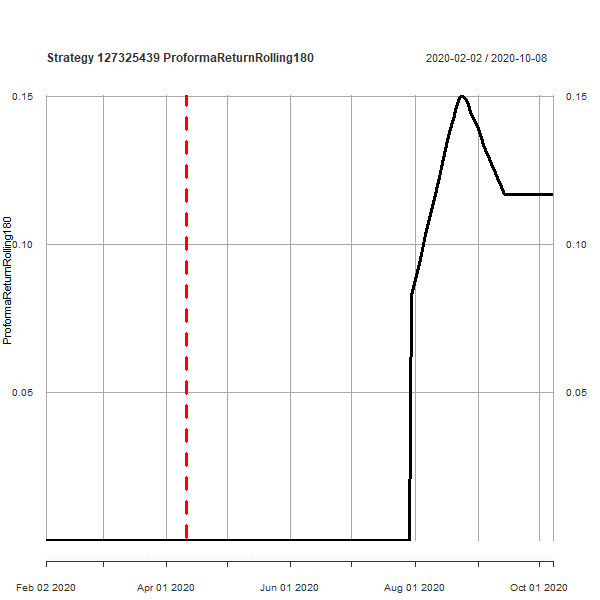 Strategy 127325439 ProformaReturnRolling180
2020-02-02 / 2020-10-08
ProformaReturnRolling180
0.15
0.10
0.05
0.15
0.10
0.05
Feb 02 2020
Apr 01 2020
Jun 01 2020
Aug 01 2020
Oct 01 2020